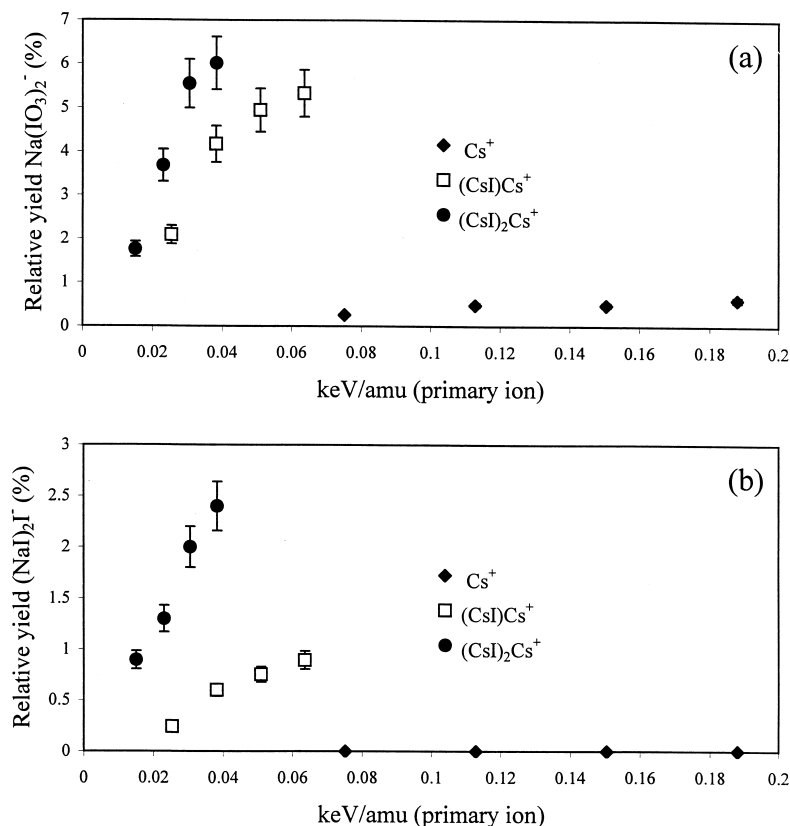 7
6
5
4
3
2
1
0
Relative yield Na(IO₃)₂⁻ (%)
(a)
Cs⁺
(CsI)Cs⁺
(CsI)₂Cs⁺
0 0.02 0.04 0.06 0.08 0.1 0.12 0.14 0.16 0.18 0.2
keV/amu (primary ion)
3
2.5
2
1.5
1
0.5
0
Relative yield (NaI)₂I⁻ (%)
(b)
Cs⁺
(CsI)Cs⁺
(CsI)₂Cs⁺
0 0.02 0.04 0.06 0.08 0.1 0.12 0.14 0.16 0.18 0.2
keV/amu (primary ion)